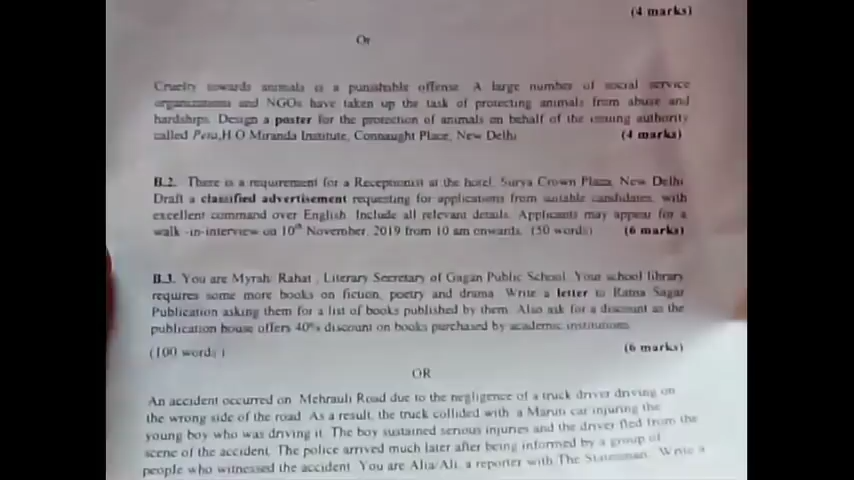 (4 marks)
Or
Cruelty towards animals is a punishable offense. A large number of social service
organizations and NGOs have taken up the task of protecting animals from abuse and
hardships. Design a poster for the protection of animals on behalf of the issuing authority
called Peta,H.O Miranda Institute, Connaught Place, New Delhi (4 marks)
B.2. There is a requirement for a Receptionist at the hotel, Surya Crown Plaza, New Delhi.
Draft a classified advertisement requesting for applications from suitable candidates, with
excellent command over English. Include all relevant details. Applicants may appear for a
walk -in-interview on 10th November, 2019 from 10 am onwards. (50 words) (6 marks)
B.3. You are Myrah Rahat , Literary Secretary of Gagan Public School. Your school library
requires some more books on fiction, poetry and drama. Write a letter to Ratna Sagar
Publication asking them for a list of books published by them. Also ask for a discount as the
publication house offers 40% discount on books purchased by academic institutions.
(100 words ) (6 marks)
OR
An accident occurred on Mehrauli Road due to the negligence of a truck driver driving on
the wrong side of the road. As a result, the truck collided with a Maruti car injuring the
young boy who was driving it. The boy sustained serious injuries and the driver fled from the
scene of the accident. The police arrived much later after being informed by a group of
people who witnessed the accident. You are Alia/Ali, a reporter with The Statesman. Write a